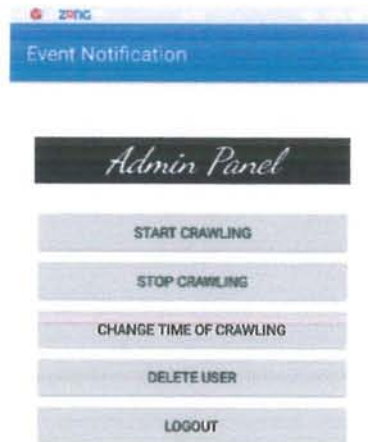 ZONG
Event Notification
Admin Panel
START CRAWLING
STOP CRAWLING
CHANGE TIME OF CRAWLING
DELETE USER
LOGOUT